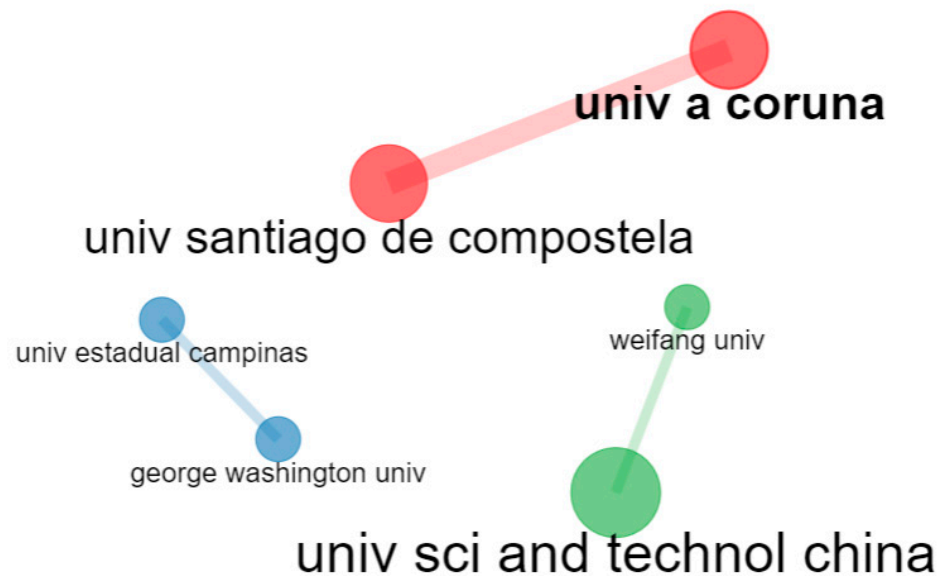 univ a coruna
univ santiago de compostela
univ estadual campinas
weifang univ
george washington univ
univ sci and technol china